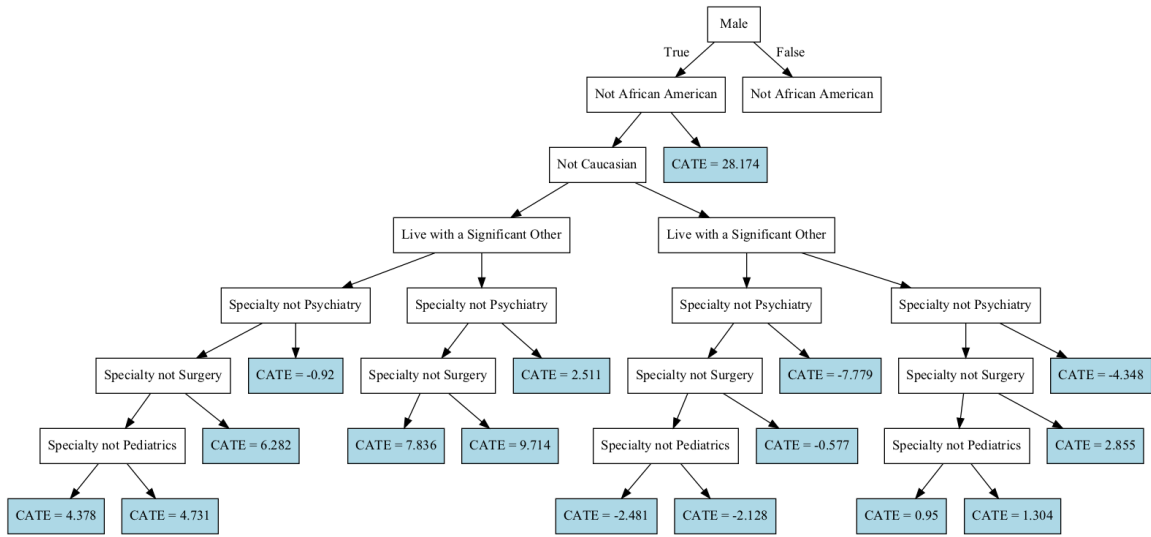 Male
True
False
Not African American
Not African American
Not Caucasian
CATE = 28.174
Live with a Significant Other
Live with a Significant Other
Specialty not Psychiatry
Specialty not Psychiatry
Specialty not Psychiatry
Specialty not Psychiatry
Specialty not Surgery
CATE = -0.92
Specialty not Surgery
CATE = 2.511
Specialty not Surgery
CATE = -7.779
Specialty not Surgery
CATE = -4.348
Specialty not Pediatrics
CATE = 6.282
CATE = 7.836
CATE = 9.714
Specialty not Pediatrics
CATE = -0.577
Specialty not Pediatrics
CATE = 2.855
CATE = 4.378
CATE = 4.731
CATE = -2.481
CATE = -2.128
CATE = 0.95
CATE = 1.304